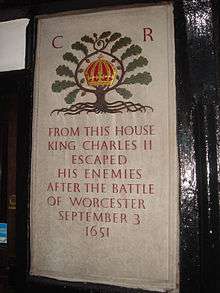 C R
FROM THIS HOUSE
KING CHARLES II
ESCAPED
HIS ENEMIES
AFTER THE BATTLE
OF WORCESTER
SEPTEMBER 3
1651